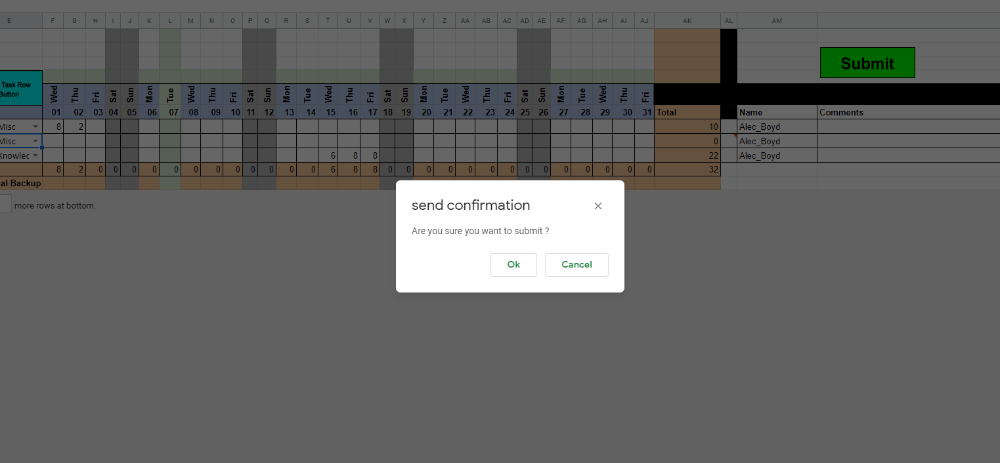 E F G H I J K L M N O P Q R S T U V W X Y Z AA AB AC AD AE AF AG AH AI AJ AK AL AM
Submit
Task Row
Button
Wed Thu Fri Sat Sun Mon Tue Wed Thu Fri Sat Sun Mon Tue Wed Thu Fri Sat Sun Mon Tue Wed Thu Fri Sat Sun Mon Tue Wed Thu Fri
01 02 03 04 05 06 07 08 09 10 11 12 13 14 15 16 17 18 19 20 21 22 23 24 25 26 27 28 29 30 31 Total Name Comments
Misc 8 2 10 Alec_Boyd
Misc 0 Alec_Boyd
Knowlec 6 8 8 22 Alec_Boyd
8 2 0 0 0 0 0 0 0 0 0 0 0 0 6 8 8 0 0 0 0 0 0 0 0 0 0 0 0 0 0 32
al Backup
more rows at bottom.
send confirmation
Are you sure you want to submit ?
Ok Cancel